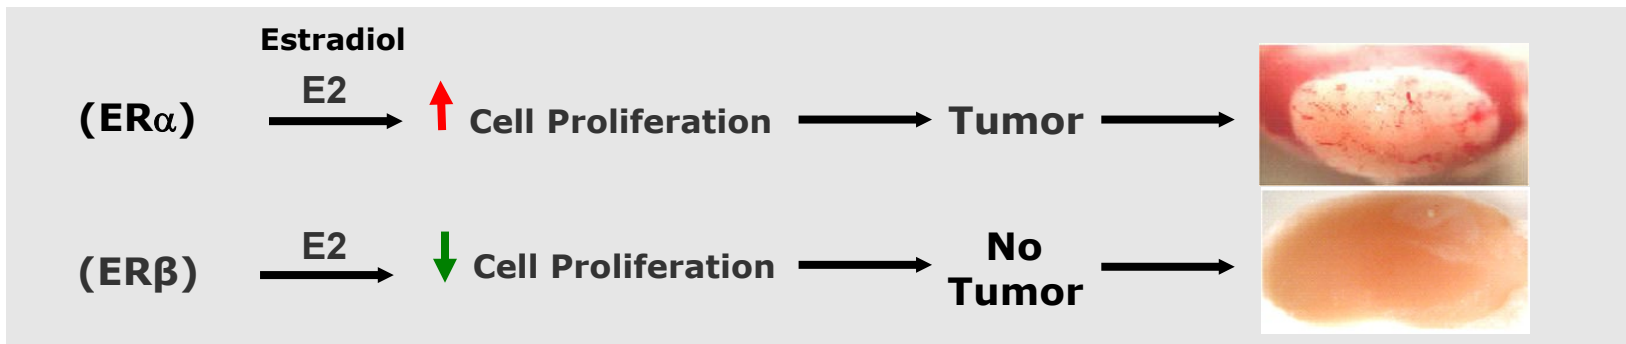 Estradiol
(ERα) E2 Cell Proliferation Tumor
(ERβ) E2 Cell Proliferation No
Tumor